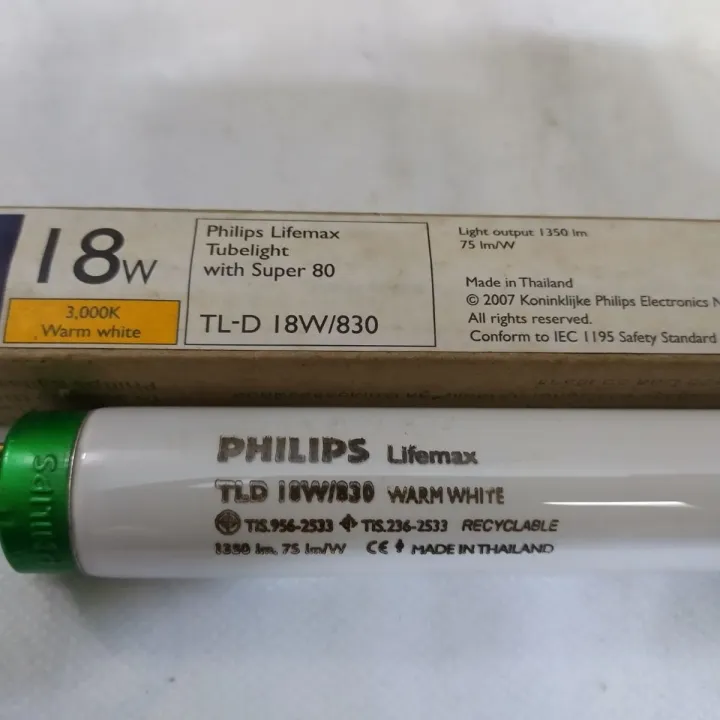 18W
3,000K
Warm white
Philips Lifemax
Tubelight
with Super 80
TL-D 18W/830
Light output 1350 lm
75 lm/W
Made in Thailand
© 2007 Koninklijke Philips Electronics N
All rights reserved.
Conform to IEC 1195 Safety Standard
PHILIPS
PHILIPS Lifemax
TLD 18W/830 WARM WHITE
TIS.956-2533 TIS.236-2533 RECYCLABLE
1350 lm, 75 lm/W CE MADE IN THAILAND